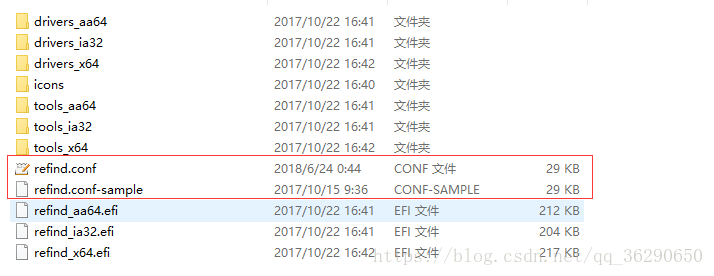 drivers_aa64 2017/10/22 16:41 文件夹
drivers_ia32 2017/10/22 16:41 文件夹
drivers_x64 2017/10/22 16:42 文件夹
icons 2017/10/22 16:40 文件夹
tools_aa64 2017/10/22 16:41 文件夹
tools_ia32 2017/10/22 16:41 文件夹
tools_x64 2017/10/22 16:42 文件夹
refind.conf 2018/6/24 0:44 CONF 文件 29 KB
refind.conf-sample 2017/10/15 9:36 CONF-SAMPLE 29 KB
refind_aa64.efi 2017/10/22 16:41 EFI 文件 212 KB
refind_ia32.efi 2017/10/22 16:41 EFI 文件 204 KB
refind_x64.efi 2017/10/22 16:42 EFI 文件 217 KB
https://blog.csdn.net/qq_36290650